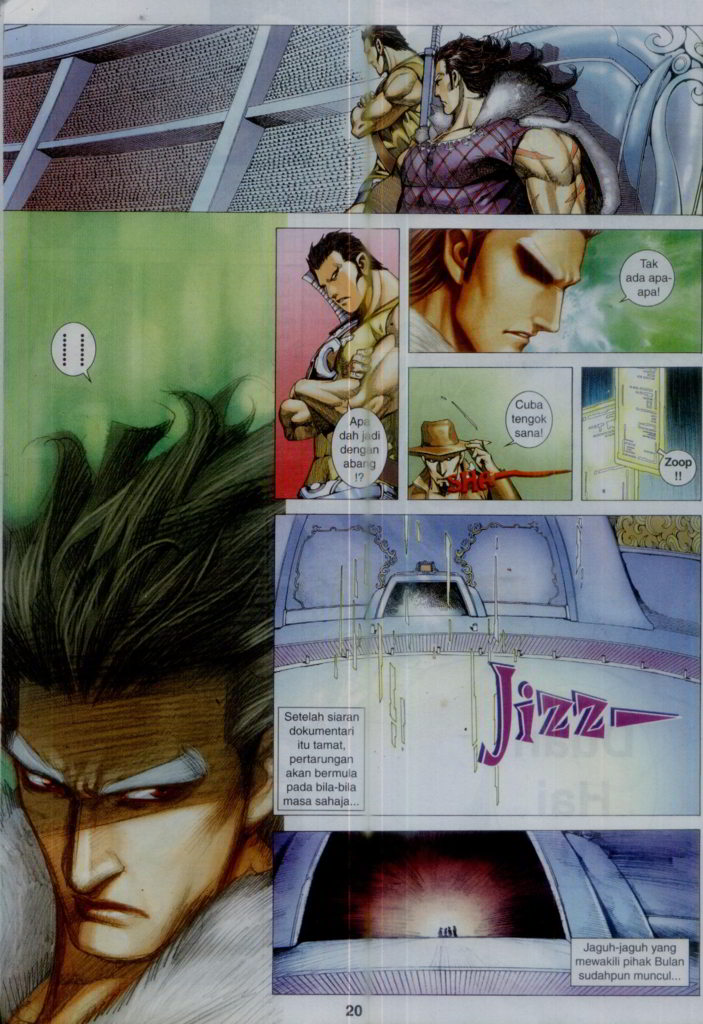 !!
Apa
dah jadi
dengan
abang
!?
Tak
ada apa-
apa!
Cuba
tengok
sana!
Zoop
!!
Jizz
Setelah siaran
dokumentari
itu tamat,
pertarungan
akan bermula
pada bila-bila
masa sahaja...
Jaguh-jaguh yang
mewakili pihak Bulan
sudahpun muncul...
20